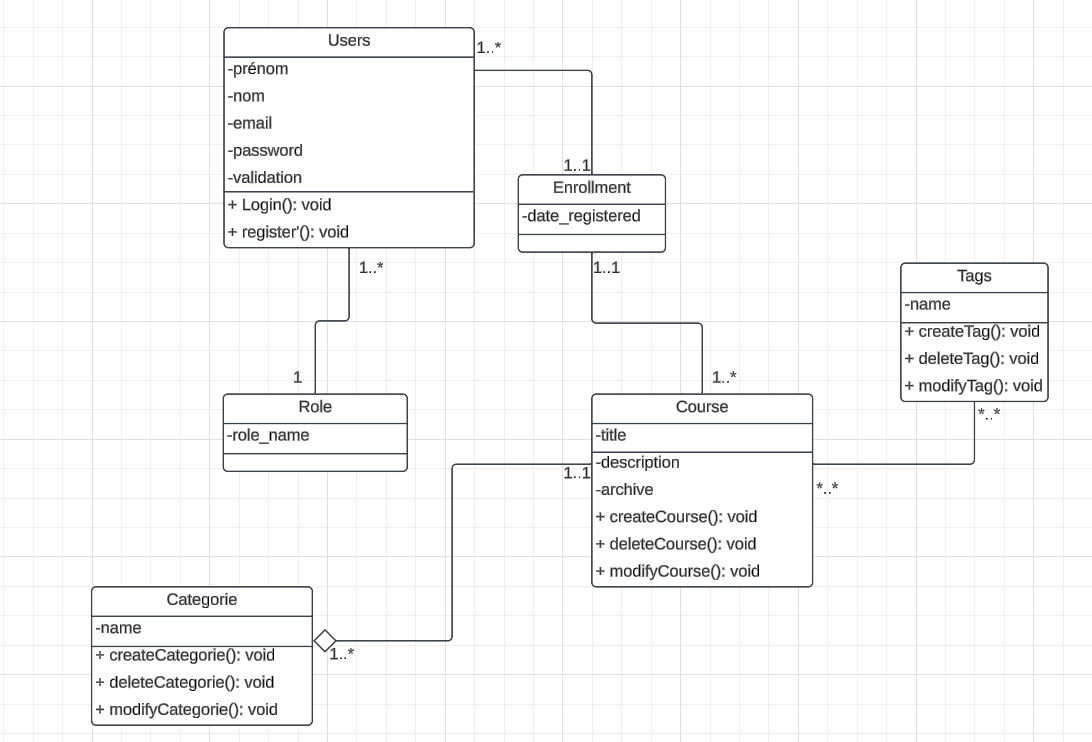 Users
-prénom
-nom
-email
-password
-validation
+ Login(): void
+ register'(): void
1..*
1..1
Enrollment
-date_registered
1..1
1..*
1..*
1
Role
-role_name
Course
-title
-description
-archive
+ createCourse(): void
+ deleteCourse(): void
+ modifyCourse(): void
Tags
-name
+ createTag(): void
+ deleteTag(): void
+ modifyTag(): void
*..*
*..*
1..1
Categorie
-name
+ createCategorie(): void
+ deleteCategorie(): void
+ modifyCategorie(): void
1..*